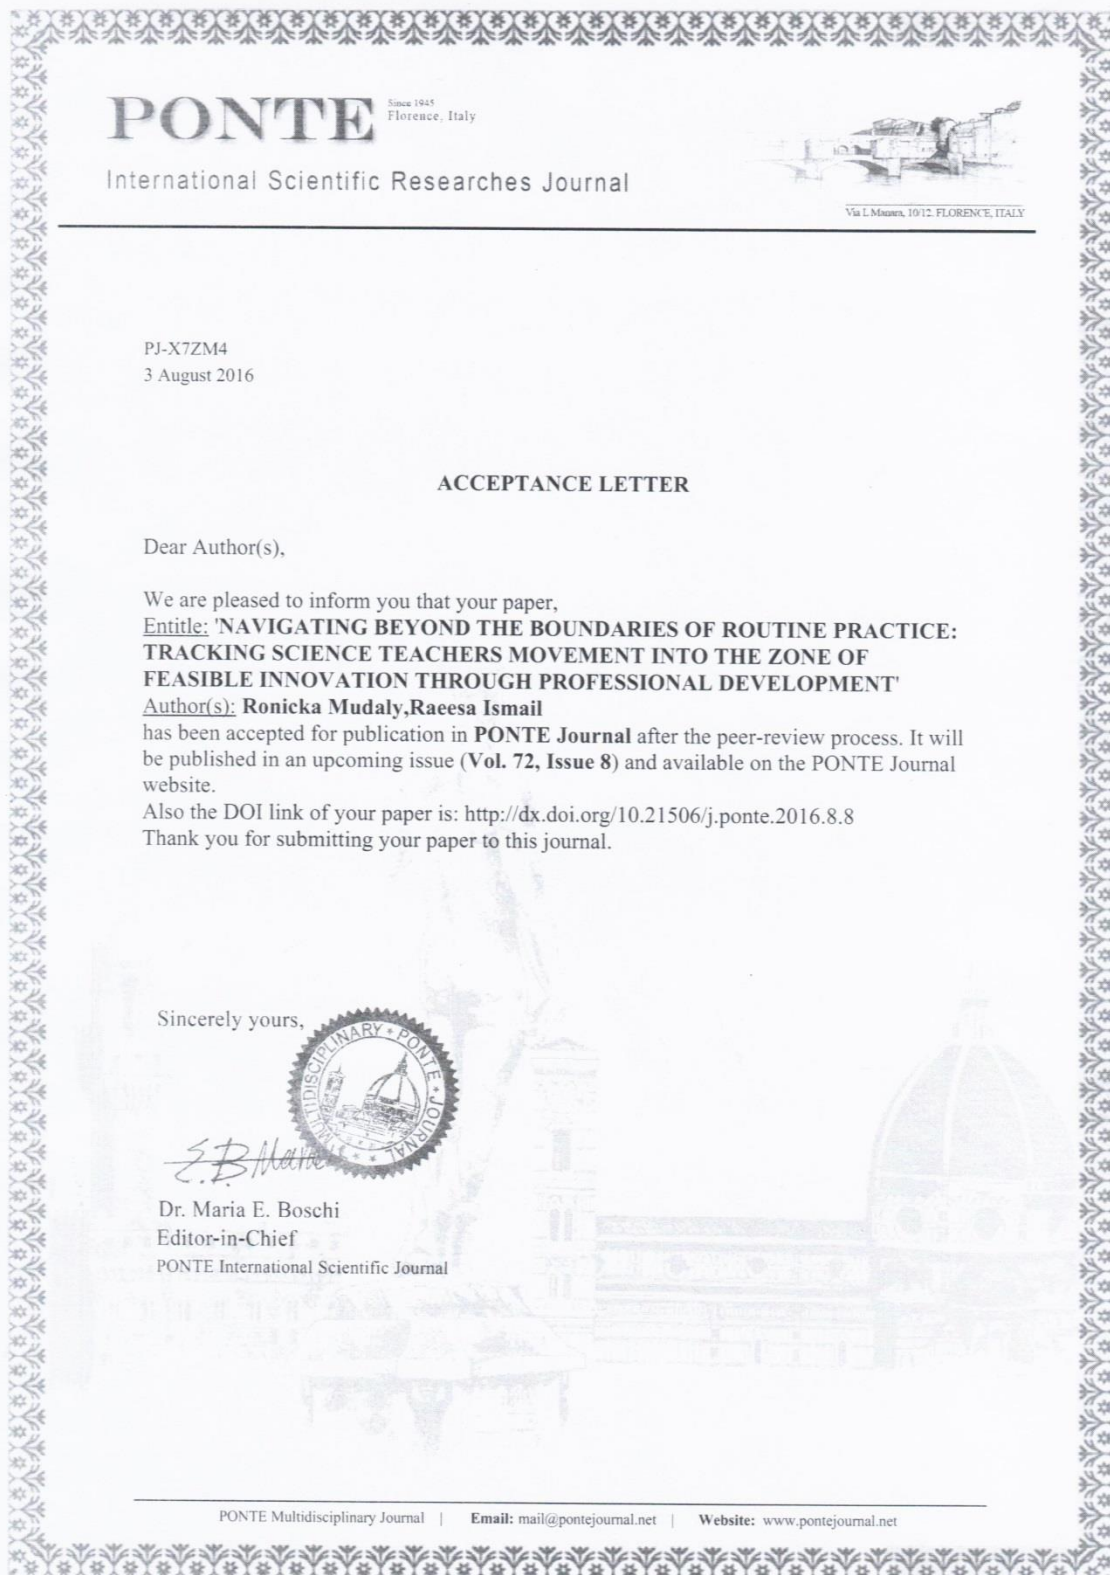 PONTE
Since 1945
Florence, Italy
International Scientific Researches Journal
Via L Manara, 10/12. FLORENCE, ITALY
PJ-X7ZM4
3 August 2016
ACCEPTANCE LETTER
Dear Author(s),
We are pleased to inform you that your paper,
Entitle: 'NAVIGATING BEYOND THE BOUNDARIES OF ROUTINE PRACTICE:
TRACKING SCIENCE TEACHERS MOVEMENT INTO THE ZONE OF
FEASIBLE INNOVATION THROUGH PROFESSIONAL DEVELOPMENT'
Author(s): Ronicka Mudaly,Raeesa Ismail
has been accepted for publication in PONTE Journal after the peer-review process. It will
be published in an upcoming issue (Vol. 72, Issue 8) and available on the PONTE Journal
website.
Also the DOI link of your paper is: http://dx.doi.org/10.21506/j.ponte.2016.8.8
Thank you for submitting your paper to this journal.
Sincerely yours,
MULTIDISCIPLINARY * PONTE * JOURNAL
Dr. Maria E. Boschi
Editor-in-Chief
PONTE International Scientific Journal
PONTE Multidisciplinary Journal | Email: mail@pontejournal.net | Website: www.pontejournal.net